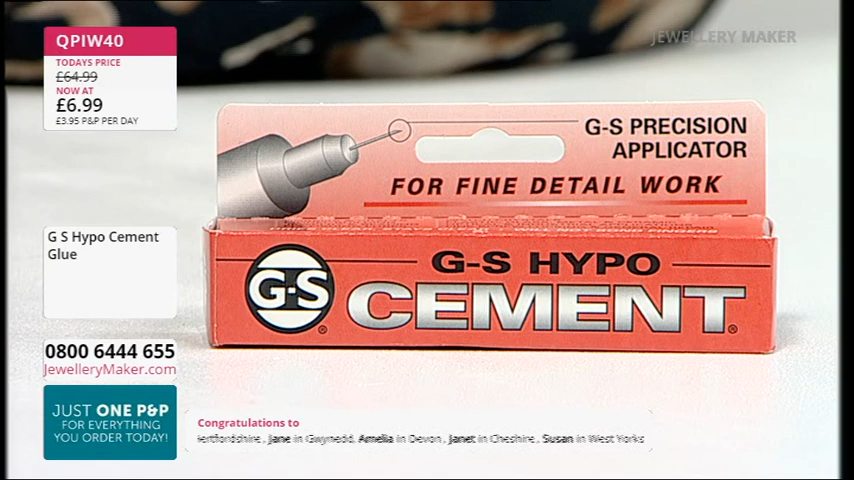 QPIW40
TODAYS PRICE
£64.99
NOW AT
£6.99
£3.95 P&P PER DAY
JEWELLERY MAKER
G-S PRECISION
APPLICATOR
FOR FINE DETAIL WORK
G S Hypo Cement
Glue
G-S HYPO
G-S ®
CEMENT®
0800 6444 655
JewelleryMaker.com
JUST ONE P&P
FOR EVERYTHING
YOU ORDER TODAY!
Congratulations to
Jane in Gwynedd, Amelia in Devon, Janet in Cheshire, Susan in West Yorks